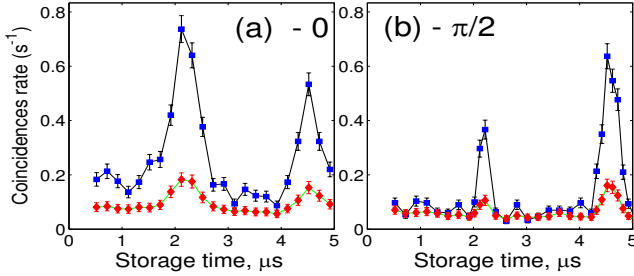 (a) - 0
(b) - π/2
Coincidences rate (s⁻¹)
0.8
0.6
0.4
0.2
0
0 1 2 3 4 5
Storage time, μs
0.8
0.6
0.4
0.2
0
0 1 2 3 4 5
Storage time, μs